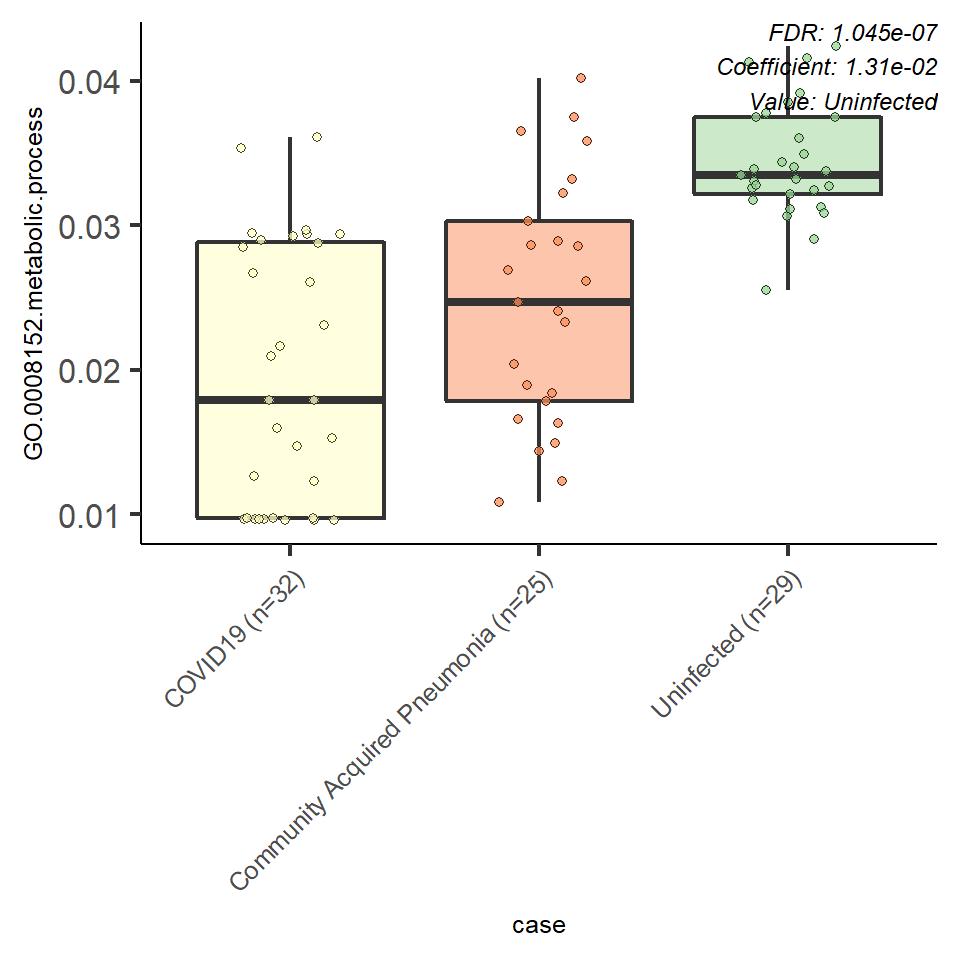 FDR: 1.045e-07
Coefficient: 1.31e-02
Value: Uninfected
GO.0008152.metabolic.process
0.04
0.03
0.02
0.01
COVID19 (n=32)
Community Acquired Pneumonia (n=25)
Uninfected (n=29)
case